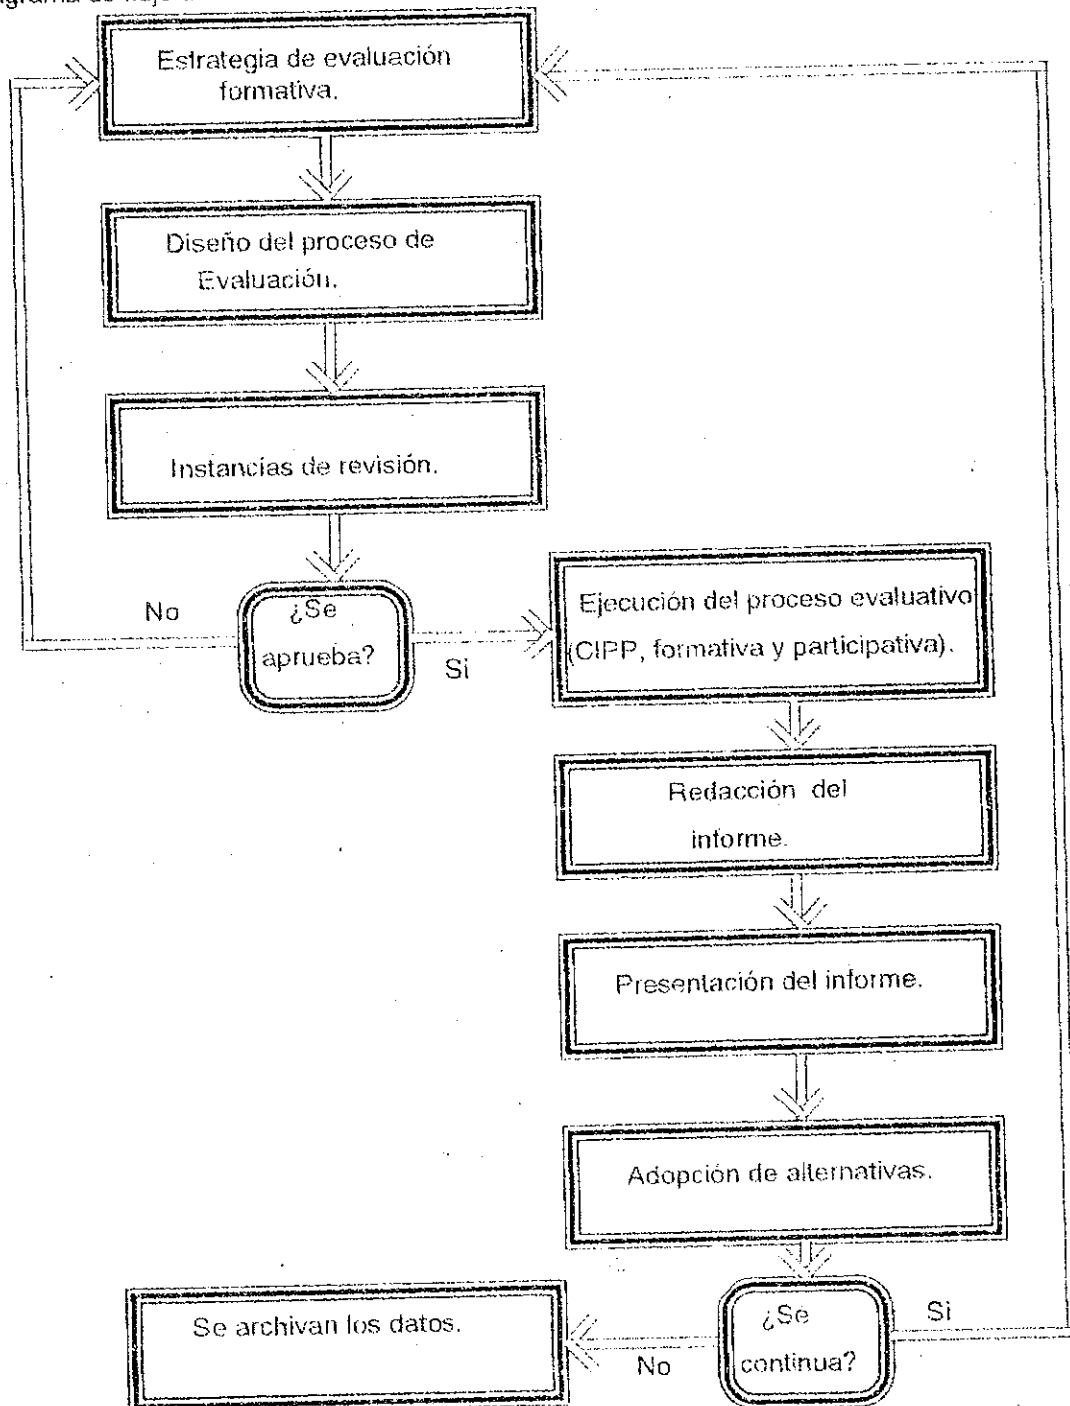 Estrategia de evaluación
formativa.
Diseño del proceso de
Evaluación.
Instancias de revisión.
No
¿Se
aprueba?
Si
Ejecución del proceso evaluativo
(CIPP, formativa y participativa).
Redacción del
informe.
Presentación del informe.
Adopción de alternativas.
Se archivan los datos.
No
¿Se
continua?
Si